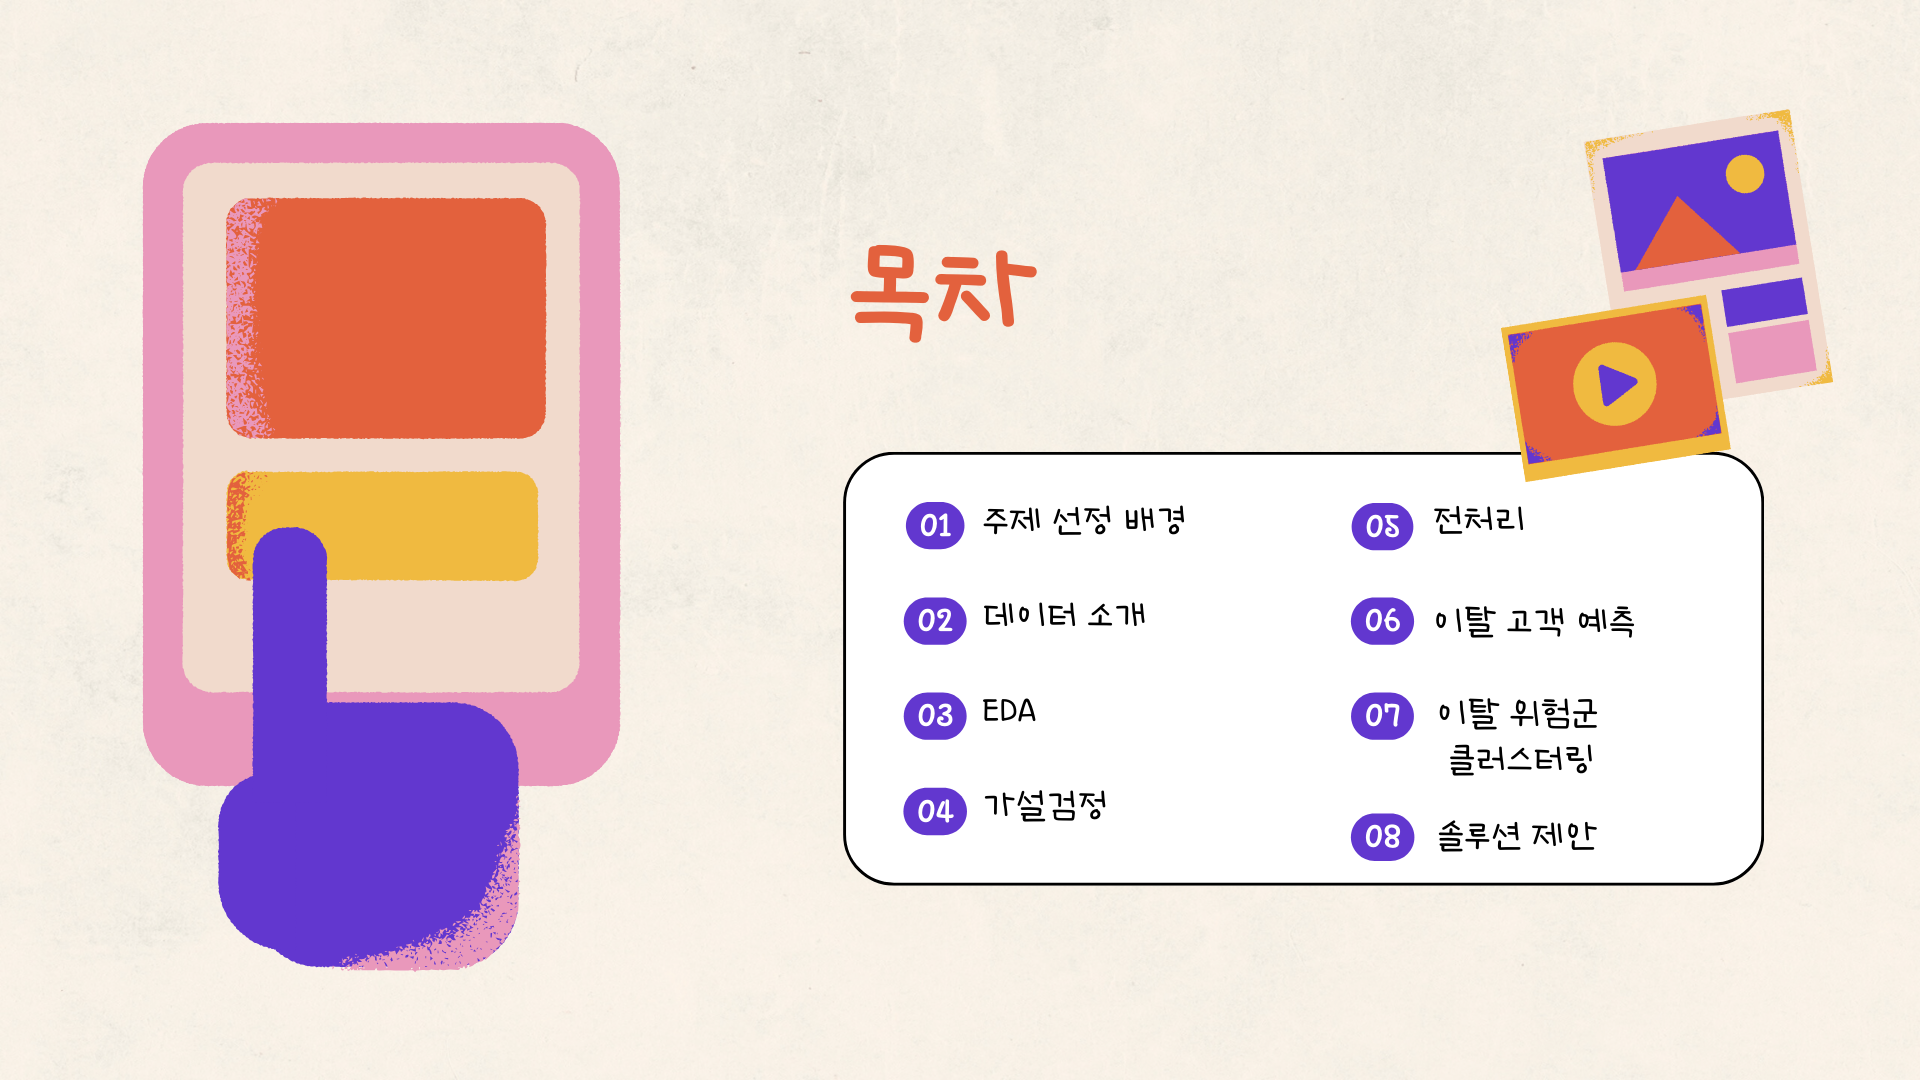 목차
01 주제 선정 배경
02 데이터 소개
03 EDA
04 가설검정
05 전처리
06 이탈 고객 예측
07 이탈 위험군
클러스터링
08 솔루션 제안